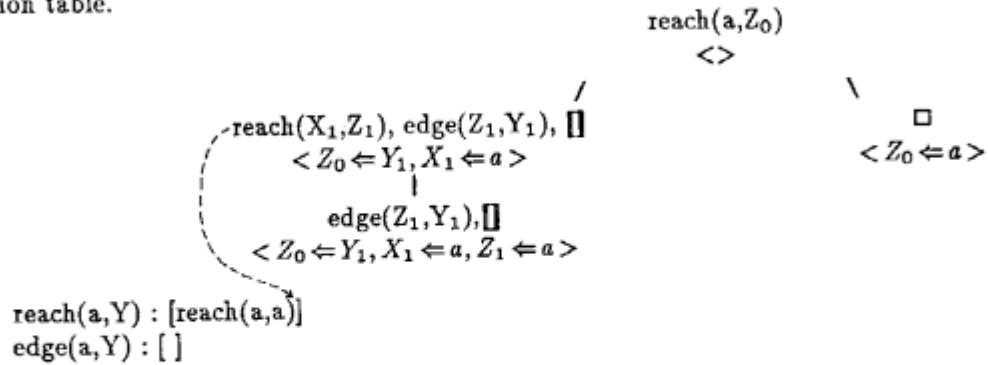 ion table.
reach(a,Z₀)
<>
/ \
reach(X₁,Z₁), edge(Z₁,Y₁), []
< Z₀ ⇐ Y₁, X₁ ⇐ a >
□
< Z₀ ⇐ a >
|
edge(Z₁,Y₁),[]
< Z₀ ⇐ Y₁, X₁ ⇐ a, Z₁ ⇐ a >
reach(a,Y) : [reach(a,a)]
edge(a,Y) : [ ]